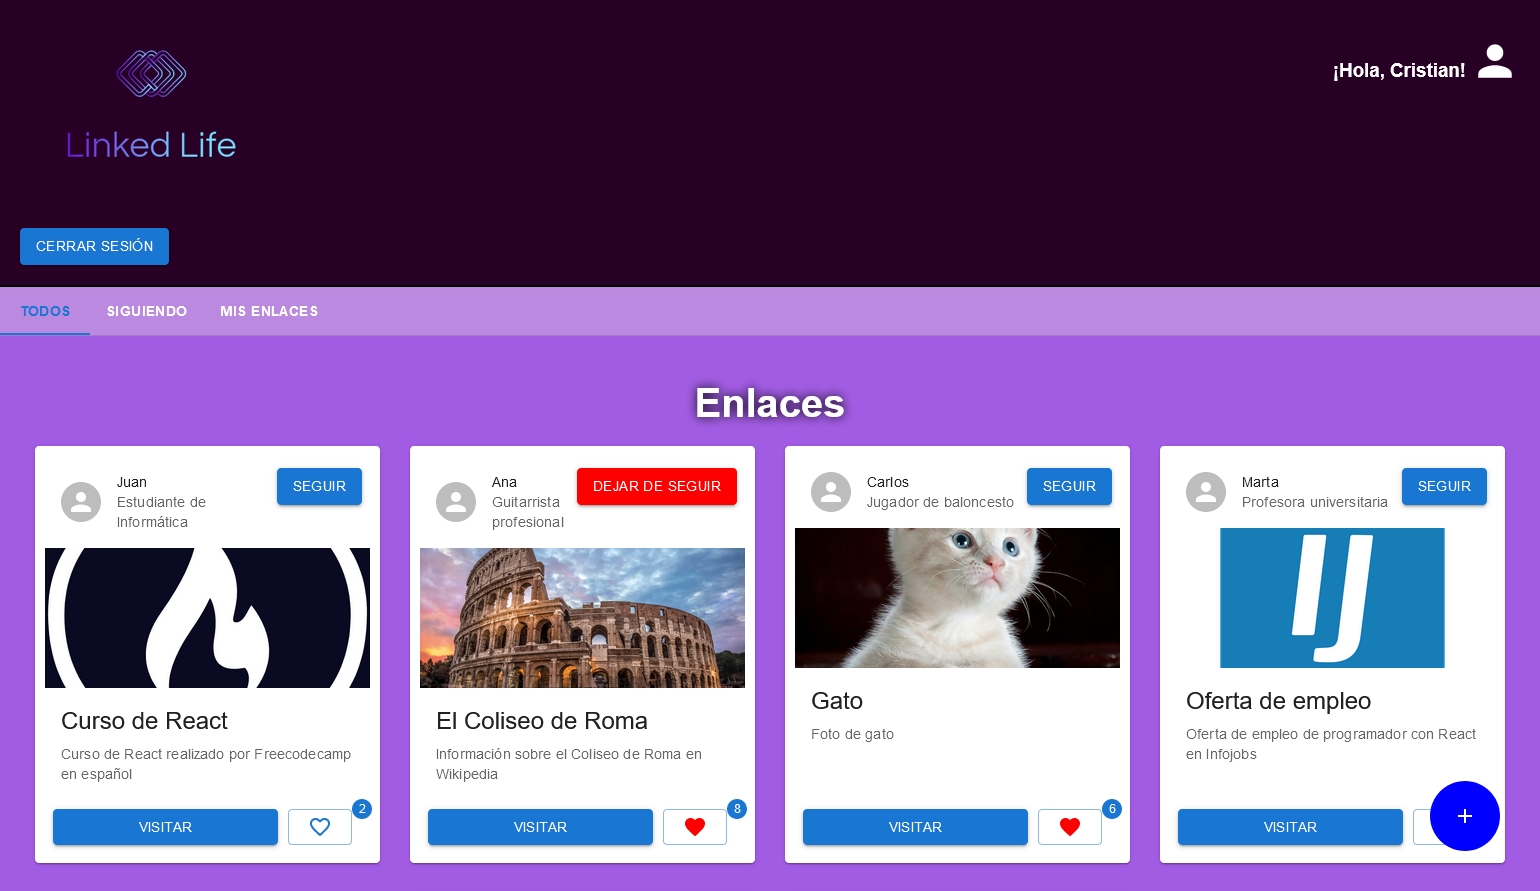 Linked Life
¡Hola, Cristian!
CERRAR SESIÓN
TODOS
SIGUIENDO
MIS ENLACES
Enlaces
Juan
Estudiante de
Informática
SEGUIR
Curso de React
Curso de React realizado por Freecodecamp
en español
VISITAR
2
Ana
Guitarrista
profesional
DEJAR DE SEGUIR
El Coliseo de Roma
Información sobre el Coliseo de Roma en
Wikipedia
VISITAR
8
Carlos
Jugador de baloncesto
SEGUIR
Gato
Foto de gato
VISITAR
6
Marta
Profesora universitaria
SEGUIR
IJ
Oferta de empleo
Oferta de empleo de programador con React
en Infojobs
VISITAR
+